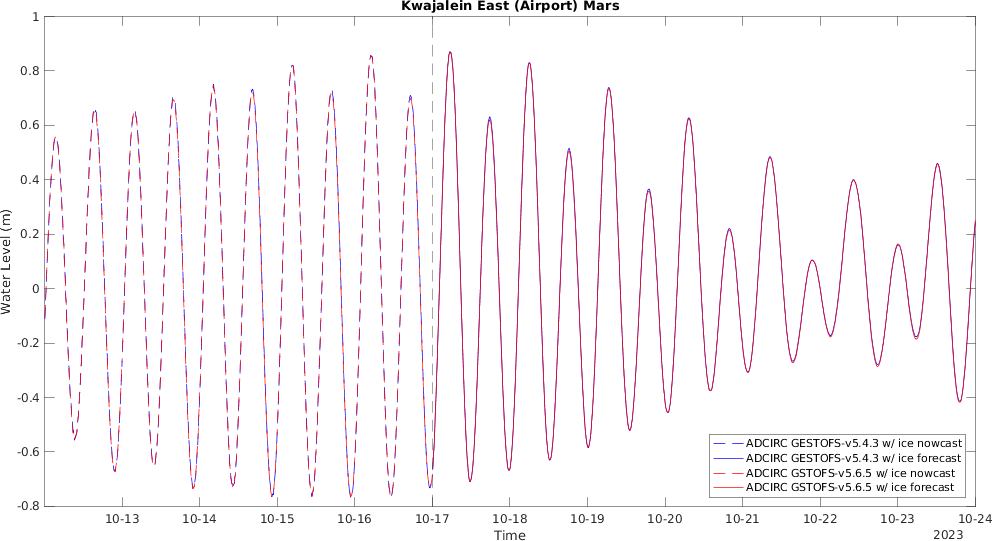 Kwajalein East (Airport) Mars
1
0.8
0.6
0.4
0.2
0
-0.2
-0.4
-0.6
-0.8
Water Level (m)
ADCIRC GESTOFS-v5.4.3 w/ ice nowcast
ADCIRC GESTOFS-v5.4.3 w/ ice forecast
ADCIRC GSTOFS-v5.6.5 w/ ice nowcast
ADCIRC GSTOFS-v5.6.5 w/ ice forecast
10-13 10-14 10-15 10-16 10-17 10-18 10-19 10-20 10-21 10-22 10-23 10-24
Time
2023